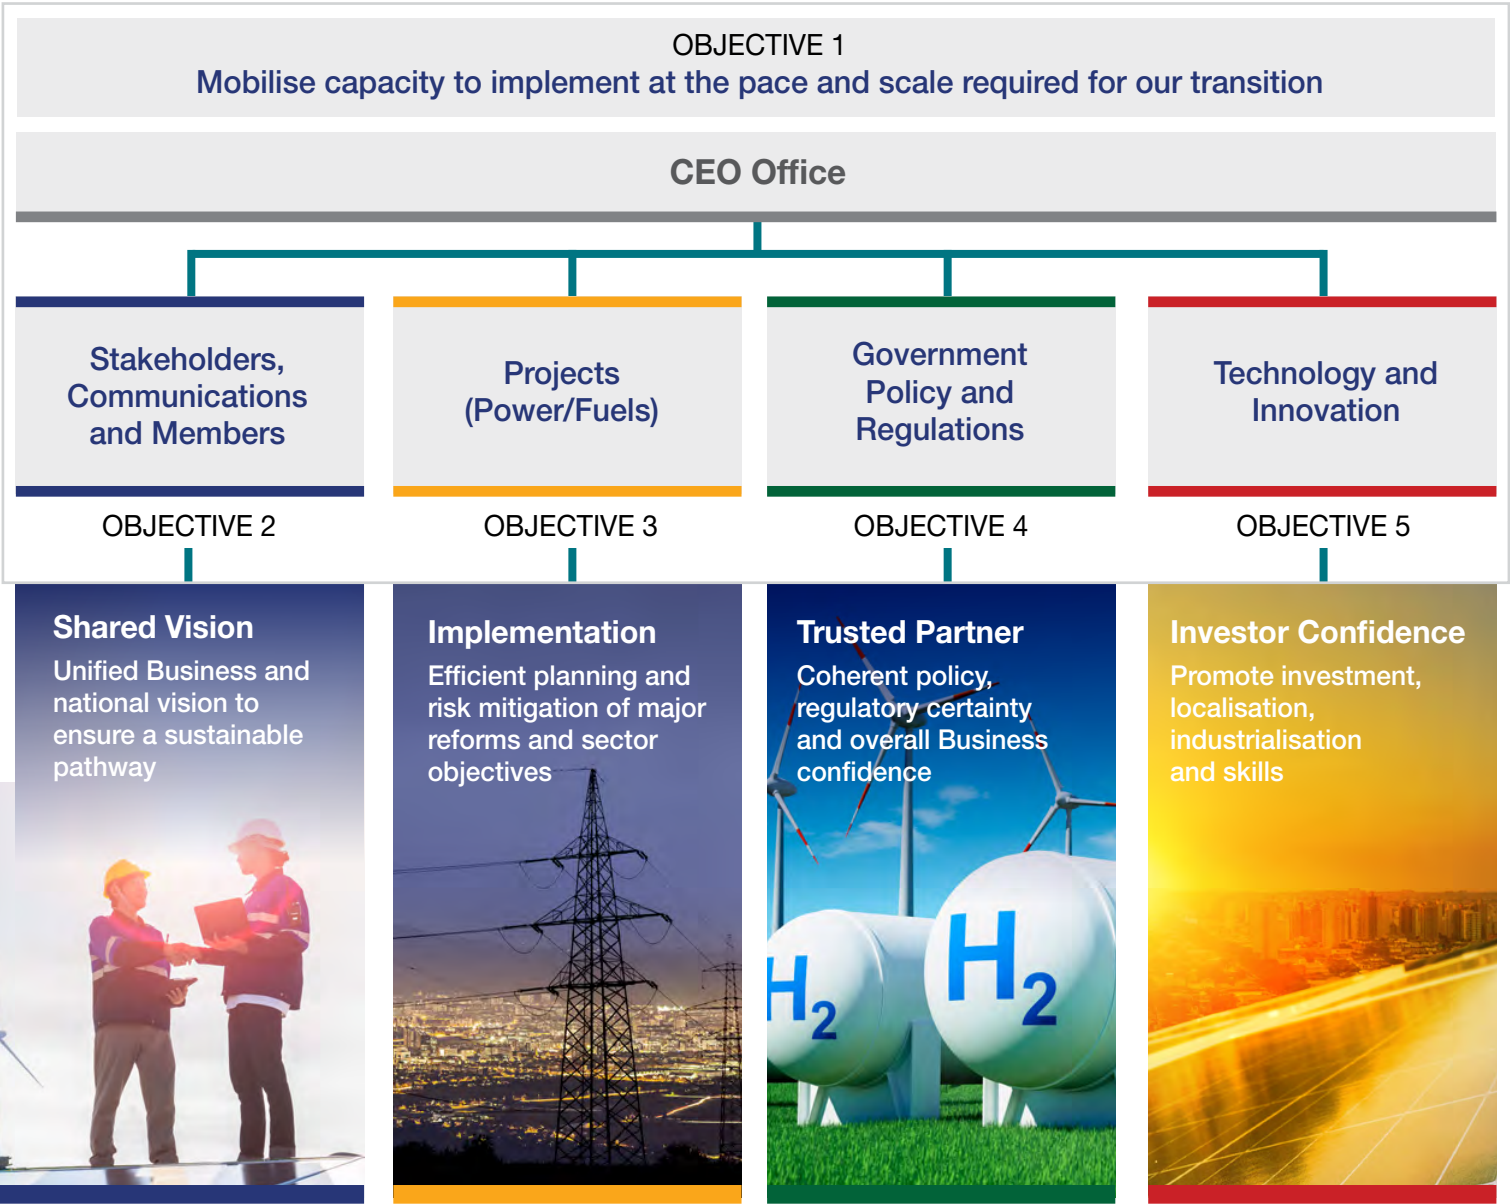 OBJECTIVE 1
Mobilise capacity to implement at the pace and scale required for our transition
CEO Office
Stakeholders,
Communications
and Members
Projects
(Power/Fuels)
Government
Policy and
Regulations
Technology and
Innovation
OBJECTIVE 2
OBJECTIVE 3
OBJECTIVE 4
OBJECTIVE 5
Shared Vision
Unified Business and
national vision to
ensure a sustainable
pathway
Implementation
Efficient planning and
risk mitigation of major
reforms and sector
objectives
Trusted Partner
Coherent policy,
regulatory certainty
and overall Business
confidence
Investor Confidence
Promote investment,
localisation,
industrialisation
and skills
H2
H2